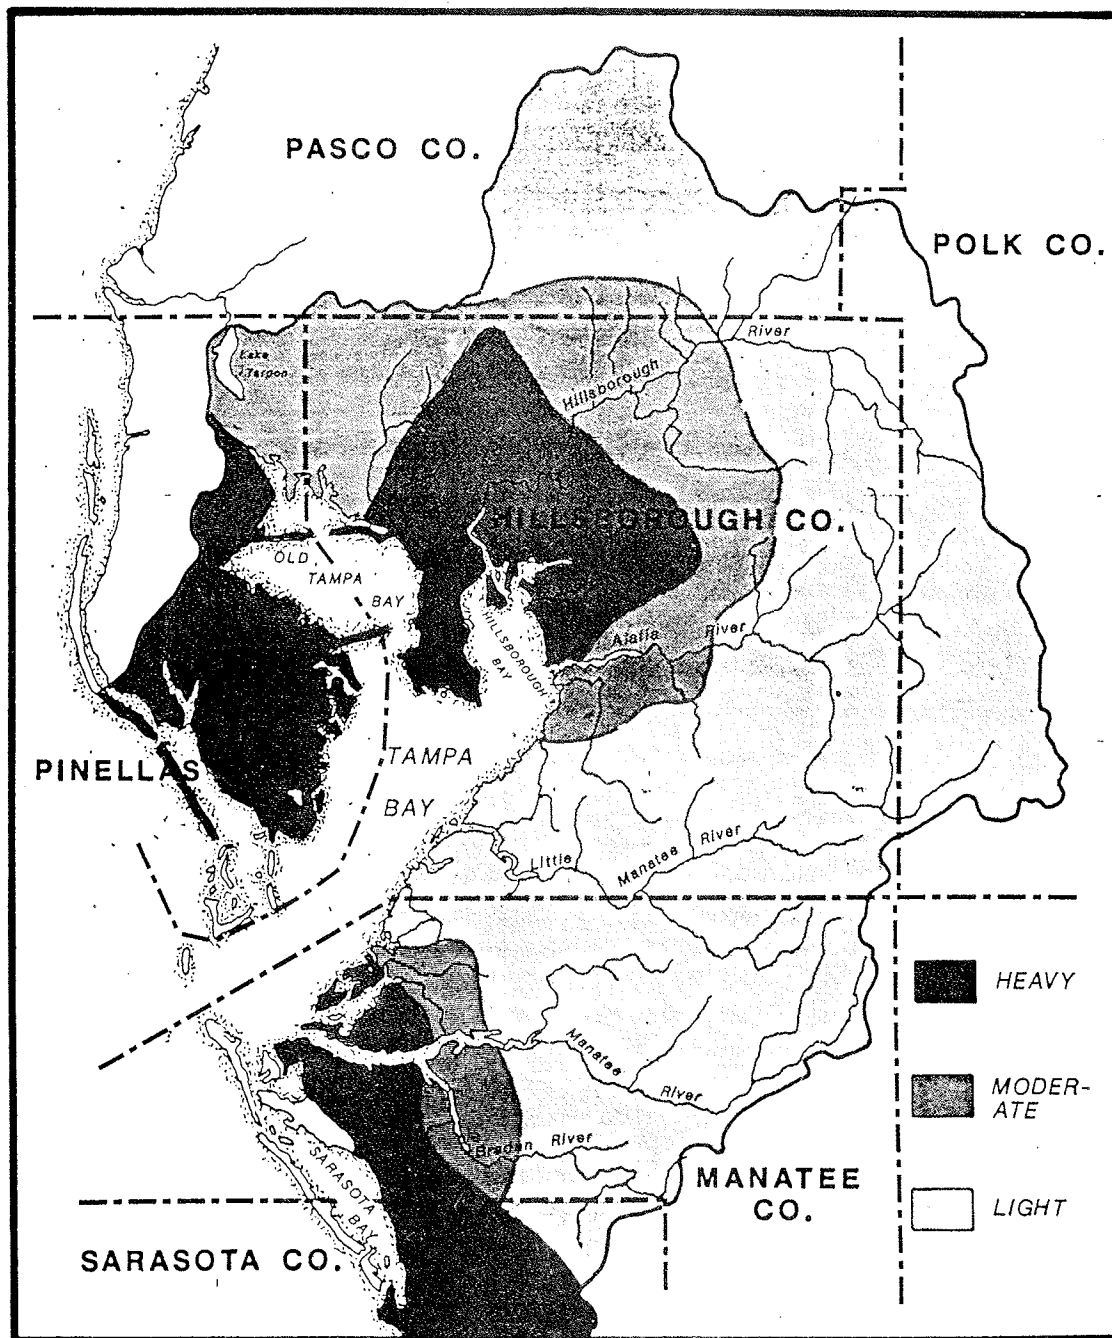 PASCO CO.
POLK CO.
River
Lake
Tarpon
Hillsborough
HILLSBOROUGH CO.
OLD
TAMPA
BAY
HILLSBOROUGH
BAY
Alafia River
PINELLAS
TAMPA
BAY
Little Manatee River
HEAVY
Manatee River
MODER-
ATE
Braden River
MANATEE
CO.
LIGHT
SARASOTA
BAY
SARASOTA CO.